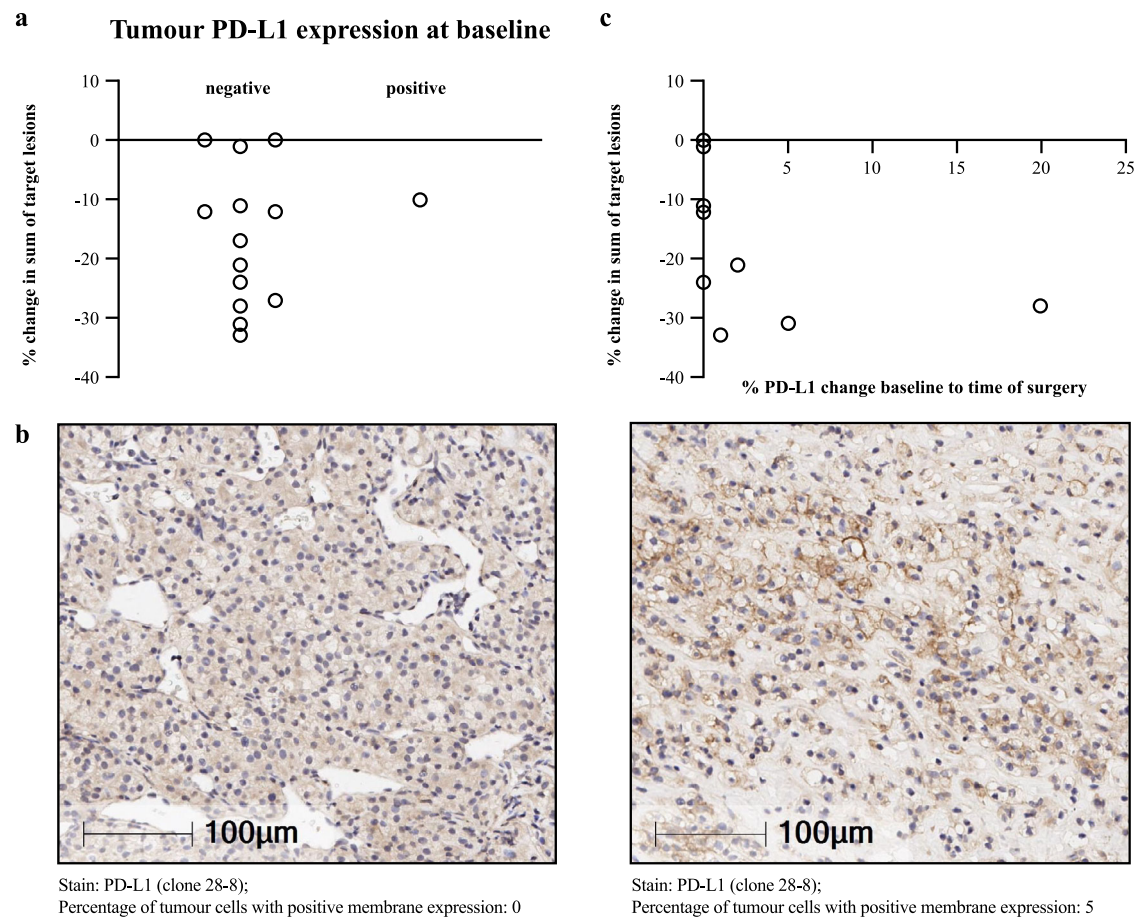 a
Tumour PD-L1 expression at baseline
negative positive
% change in sum of target lesions
10
0
-10
-20
-30
-40
c
% change in sum of target lesions
10
0
-10
-20
-30
-40
5 10 15 20 25
% PD-L1 change baseline to time of surgery
b
100µm
Stain: PD-L1 (clone 28-8);
Percentage of tumour cells with positive membrane expression: 0
100µm
Stain: PD-L1 (clone 28-8);
Percentage of tumour cells with positive membrane expression: 5